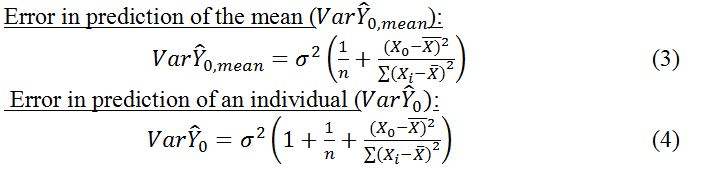 Error in prediction of the mean (VarŶ₀,mean):
VarŶ₀,mean = σ² (1/n + (X₀−X̅)²/∑(Xᵢ−X̄)²) (3)
Error in prediction of an individual (VarŶ₀):
VarŶ₀ = σ² (1 + 1/n + (X₀−X̅)²/∑(Xᵢ−X̄)²) (4)